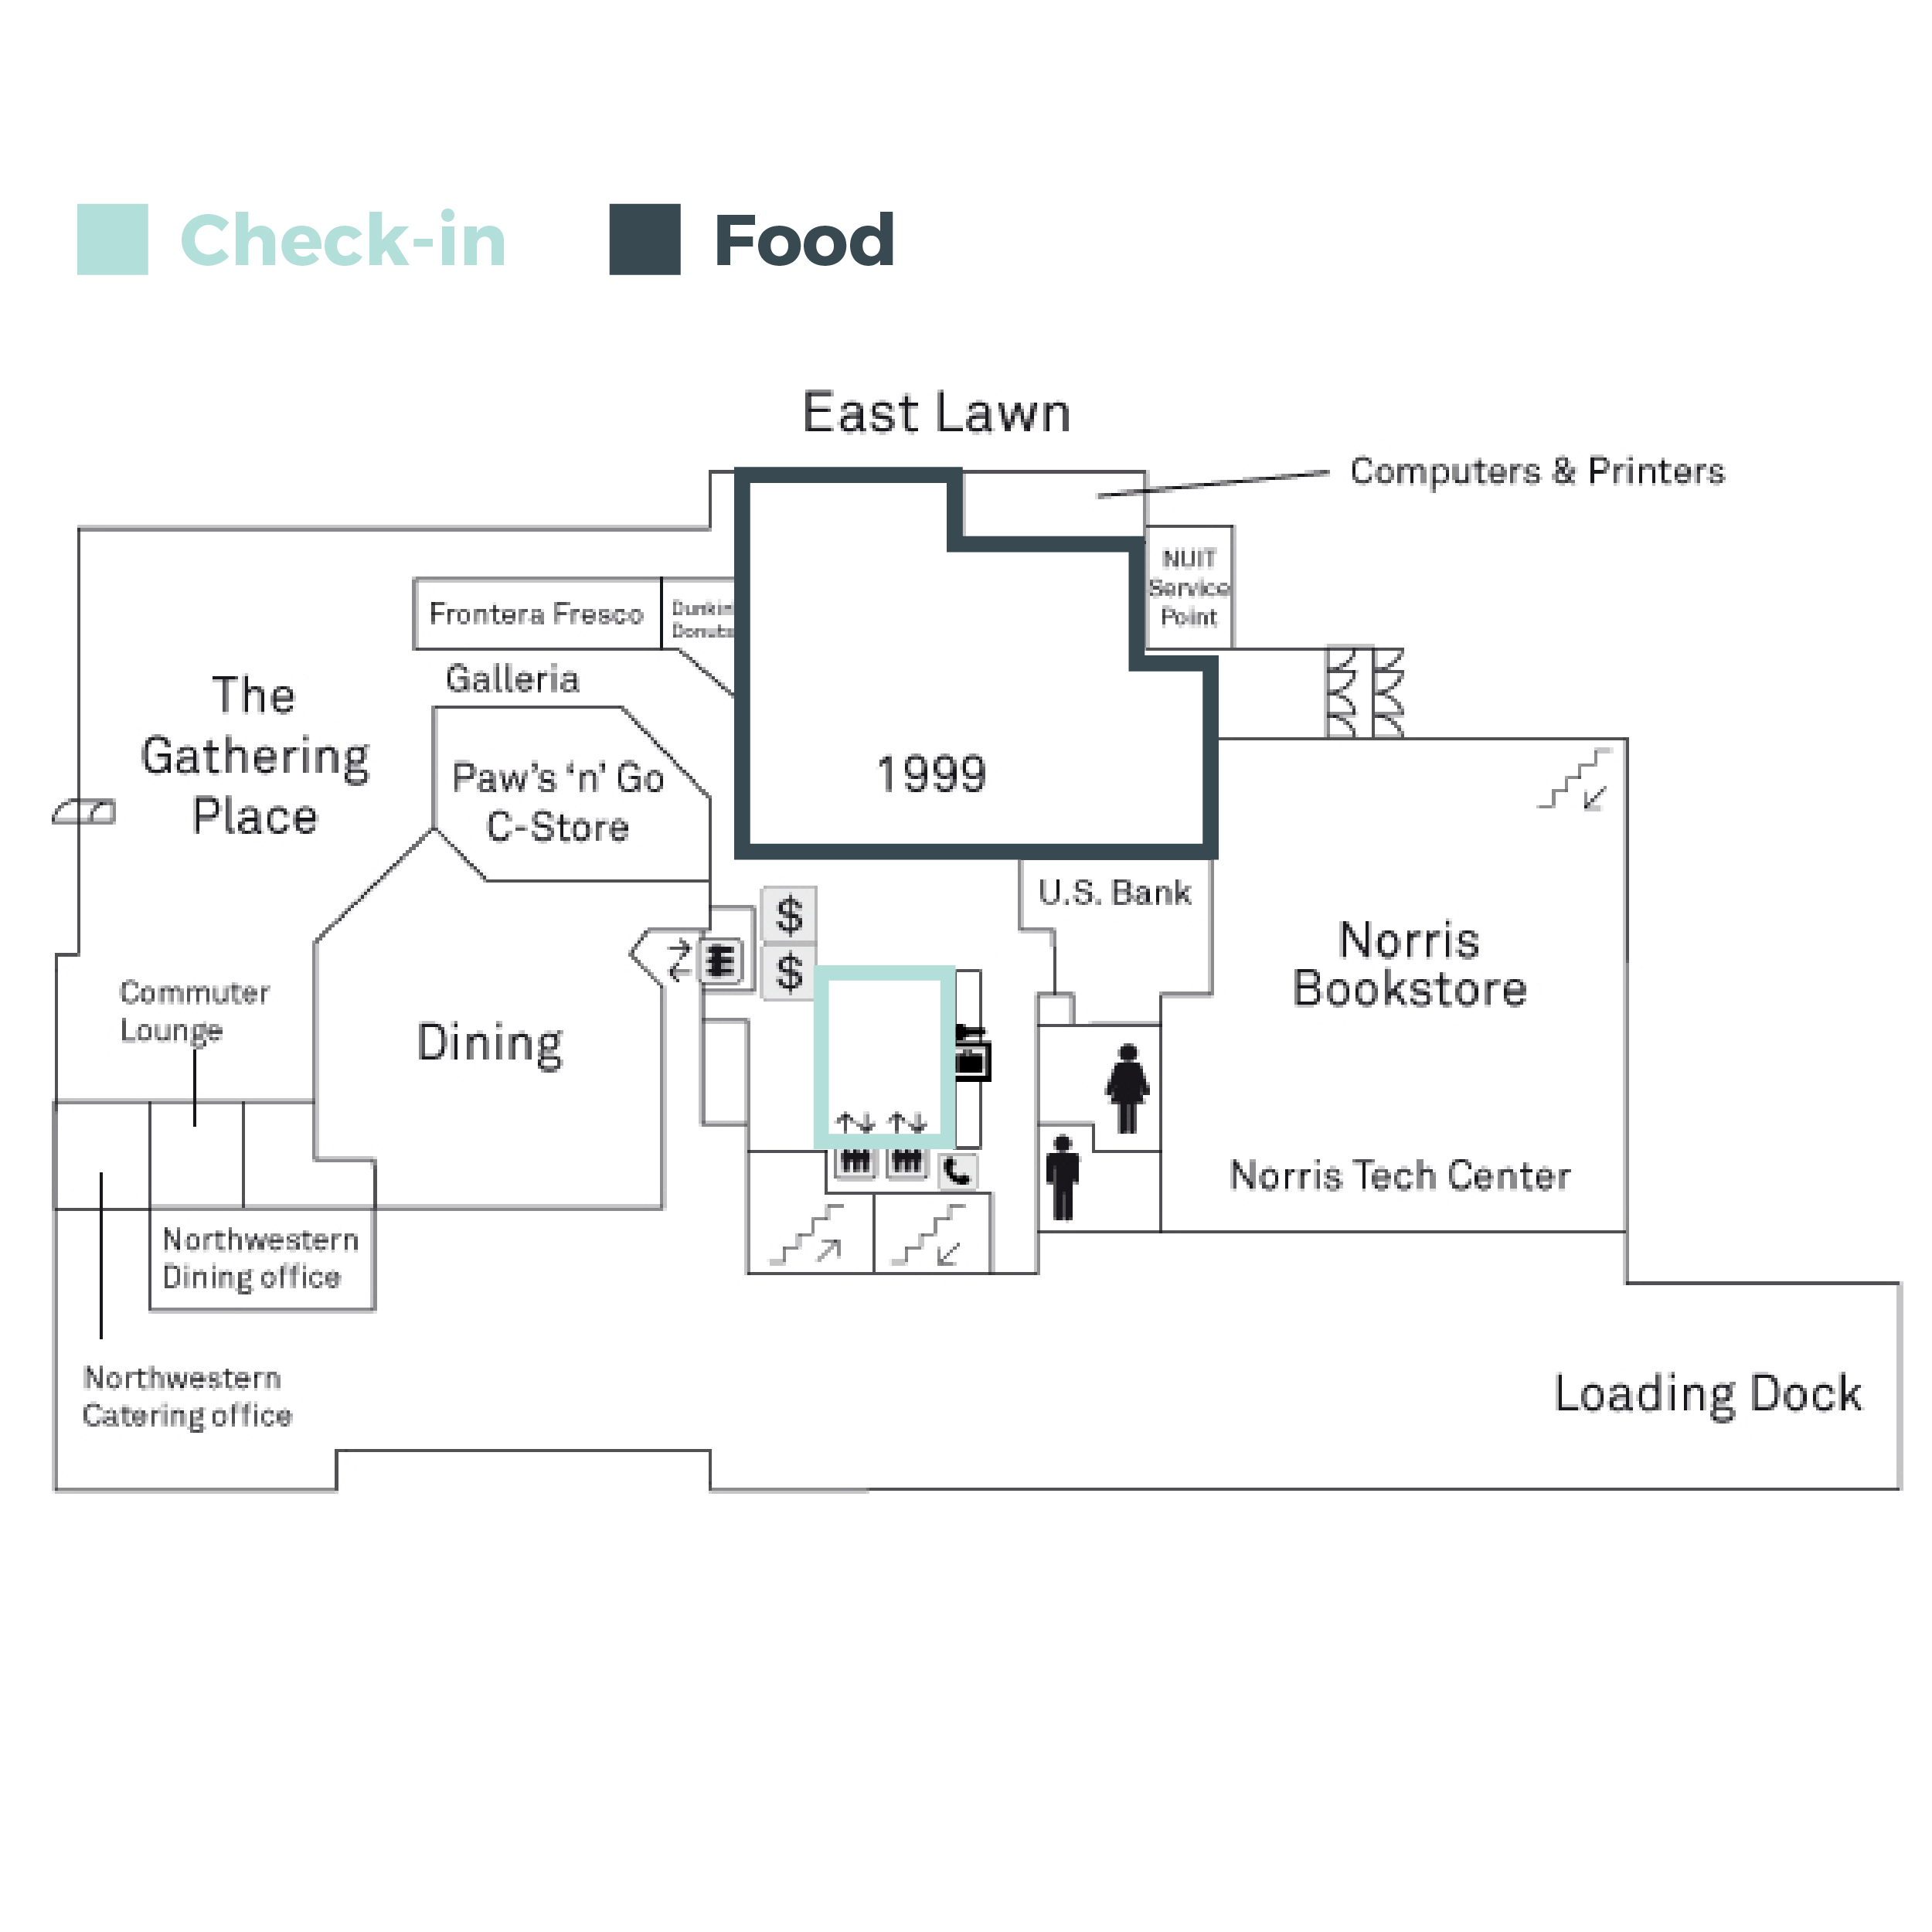 Check-in
Food
East Lawn
Computers & Printers
NUIT
Service
Point
Frontera Fresco
Dunkin
Donuts
Galleria
The
Gathering
Place
Paw's 'n' Go
C-Store
1999
U.S. Bank
$
$
Norris
Bookstore
Commuter
Lounge
Dining
Norris Tech Center
Northwestern
Dining office
Northwestern
Catering office
Loading Dock